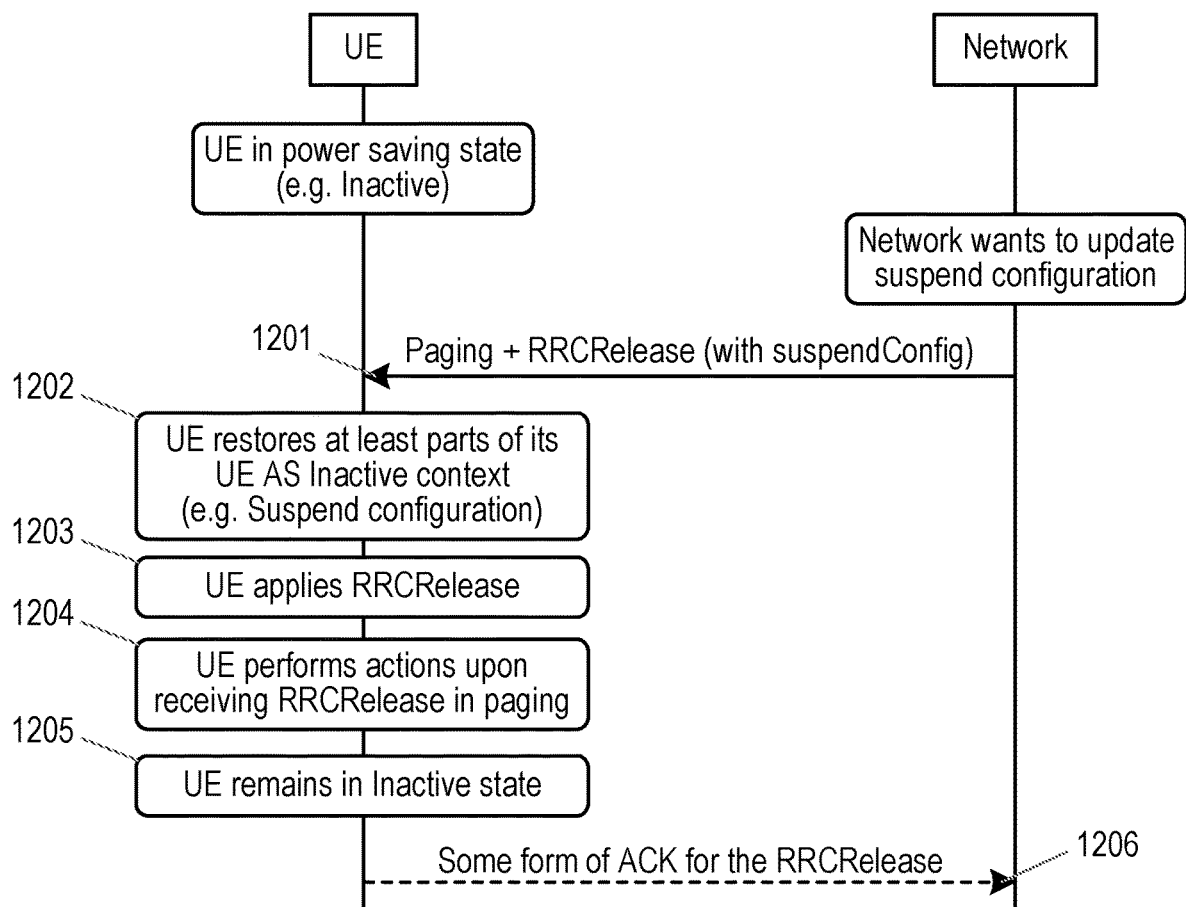 UE
Network
UE in power saving state
(e.g. Inactive)
Network wants to update
suspend configuration
1201
Paging + RRCRelease (with suspendConfig)
1202
UE restores at least parts of its
UE AS Inactive context
(e.g. Suspend configuration)
1203
UE applies RRCRelease
1204
UE performs actions upon
receiving RRCRelease in paging
1205
UE remains in Inactive state
Some form of ACK for the RRCRelease
1206